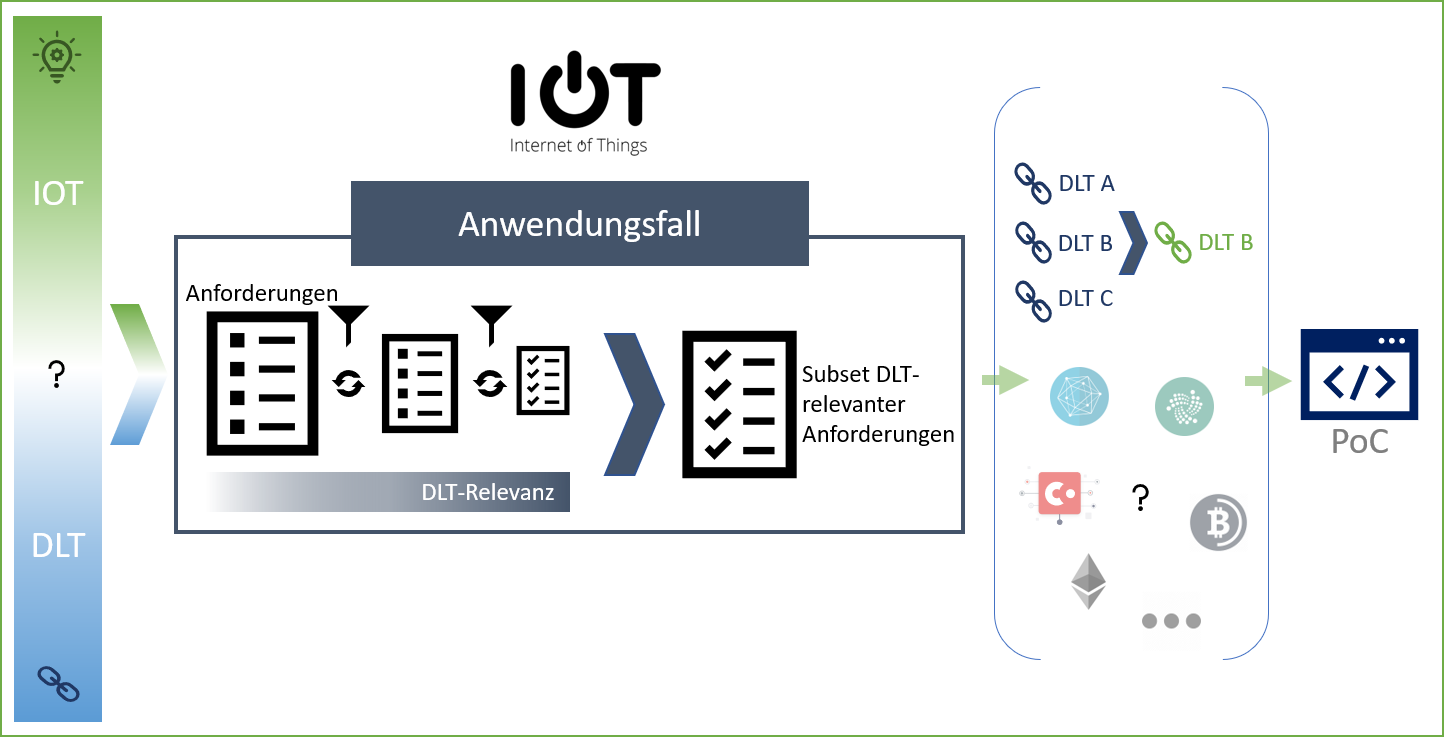 IOT
?
DLT
IOT
Internet of Things
Anwendungsfall
Anforderungen
DLT-Relevanz
Subset DLT-
relevanter
Anforderungen
DLT A
DLT B
DLT C
DLT B
?
</>
PoC